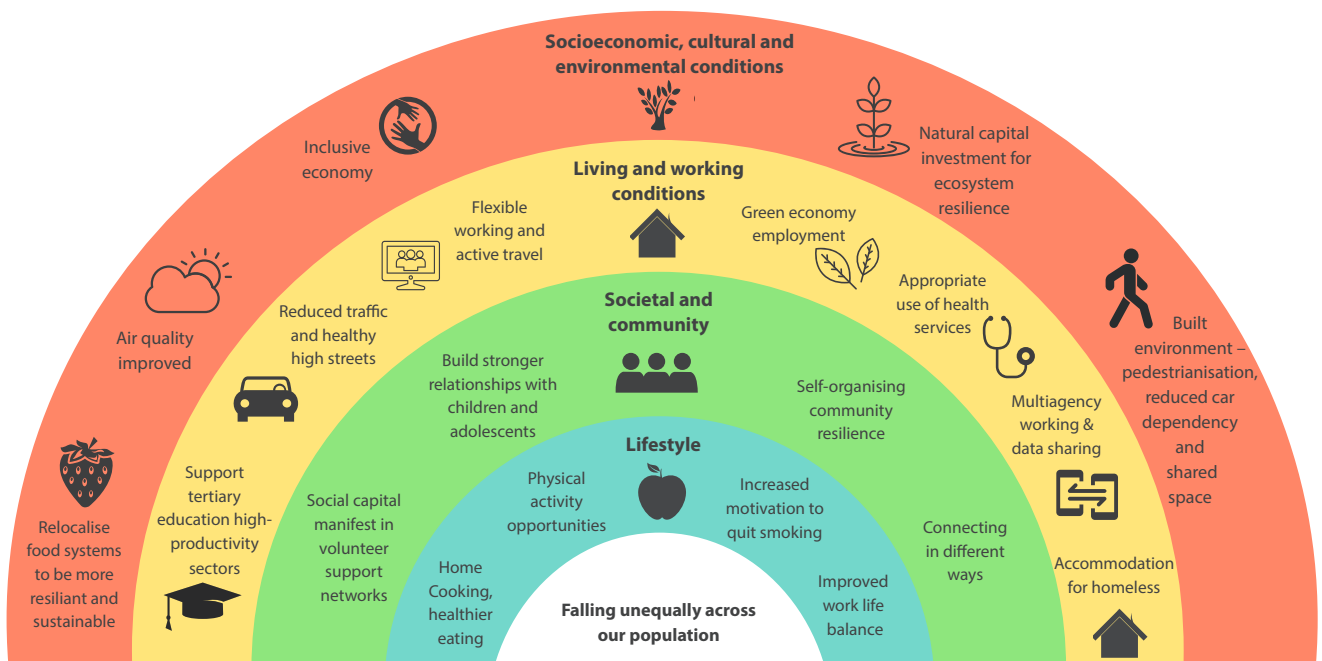 Socioeconomic, cultural and
environmental conditions
Inclusive
economy
Natural capital
investment for
ecosystem
resilience
Air quality
improved
Built
environment –
pedestrianisation,
reduced car
dependency
and
shared
space
Relocalise
food systems
to be more
resiliant and
sustainable
Living and working
conditions
Flexible
working and
active travel
Green economy
employment
Reduced traffic
and healthy
high streets
Appropriate
use of health
services
Multiagency
working &
data sharing
Support
tertiary
education high-
productivity
sectors
Accommodation
for homeless
Societal and
community
Build stronger
relationships with
children and
adolescents
Self-organising
community
resilience
Social capital
manifest in
volunteer
support
networks
Connecting
in different
ways
Lifestyle
Physical
activity
opportunities
Increased
motivation to
quit smoking
Home
Cooking,
healthier
eating
Improved
work life
balance
Falling unequally across
our population